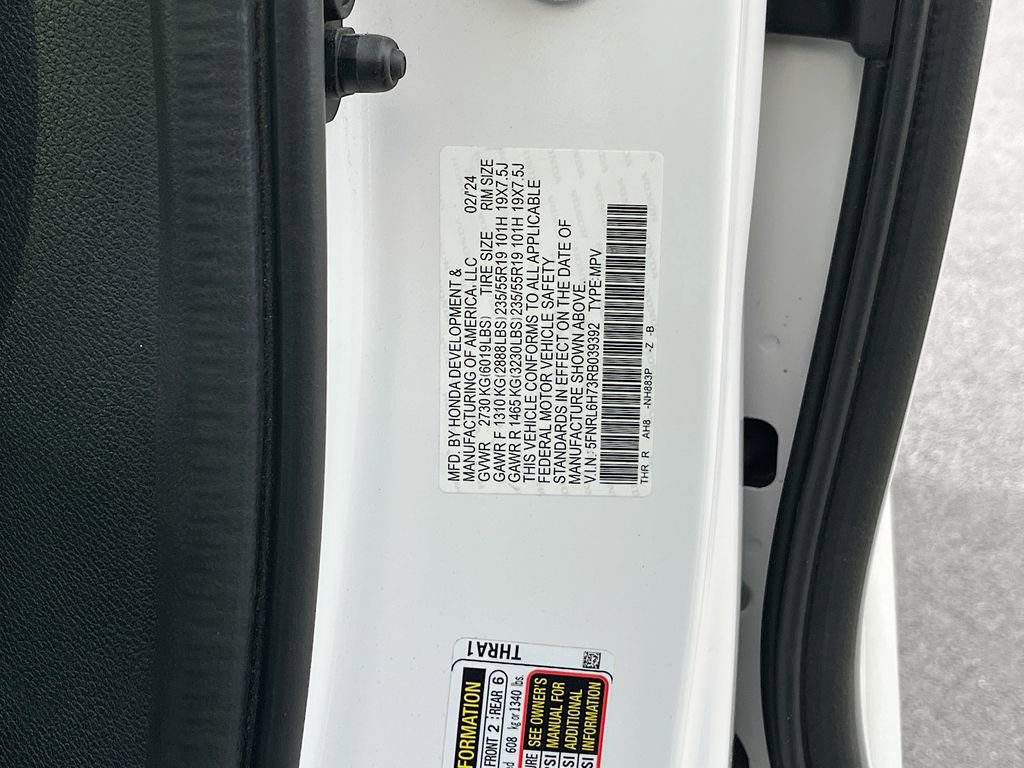 MFD. BY HONDA DEVELOPMENT &
MANUFACTURING OF AMERICA, LLC 02/'24
GVWR 2730 KG(6019LBS) TIRE SIZE RIM SIZE
GAWR F 1310 KG(2888LBS)235/55R19 101H 19X7.5J
GAWR R 1465 KG(3230LBS)235/55R19 101H 19X7.5J
THIS VEHICLE CONFORMS TO ALL APPLICABLE
FEDERAL MOTOR VEHICLE SAFETY
STANDARDS IN EFFECT ON THE DATE OF
MANUFACTURE SHOWN ABOVE.
V.I.N.:5FNRL6H73RB039392 TYPE:MPV
THR R AH8 -NH883P -Z -B
THRA1
FORMATION
FRONT 2 :REAR 6
608 kg or 1340 lbs.
SEE OWNER'S
MANUAL FOR
ADDITIONAL
INFORMATION